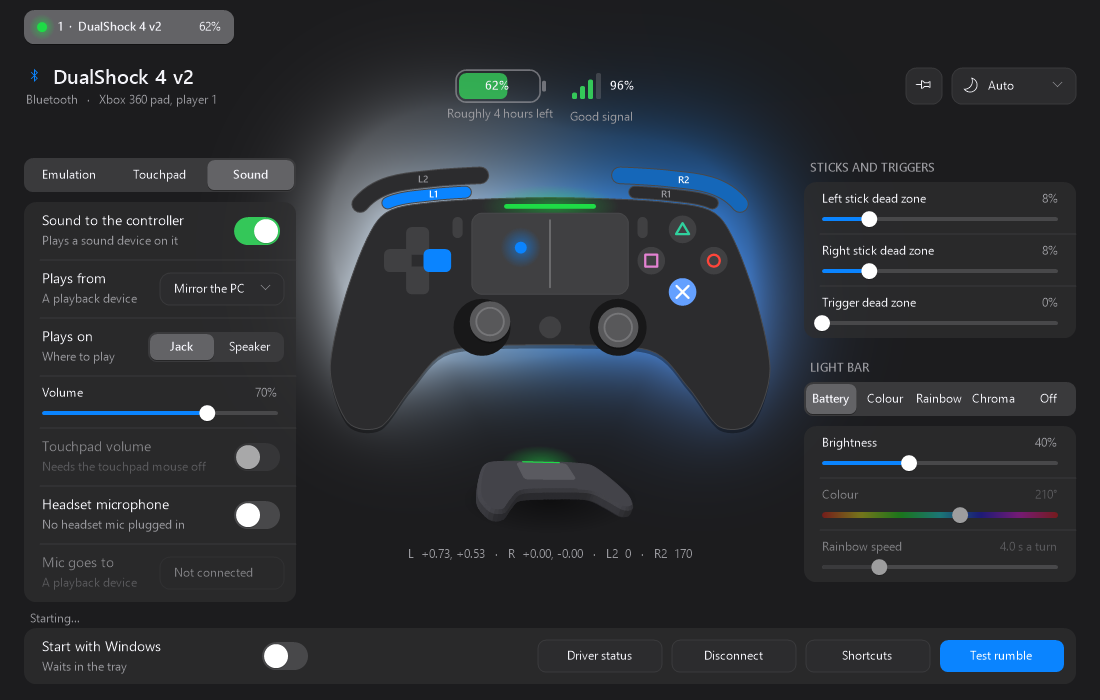 1 · DualShock 4 v2 62%
DualShock 4 v2
Bluetooth · Xbox 360 pad, player 1
62%
Roughly 4 hours left
96%
Good signal
Auto
Emulation Touchpad Sound
Sound to the controller
Plays a sound device on it
Plays from
A playback device
Mirror the PC
Plays on
Where to play
Jack Speaker
Volume 70%
Touchpad volume
Needs the touchpad mouse off
Headset microphone
No headset mic plugged in
Mic goes to
A playback device
Not connected
L2
L1
R2
R1
L +0.73, +0.53 · R +0.00, -0.00 · L2 0 · R2 170
STICKS AND TRIGGERS
Left stick dead zone 8%
Right stick dead zone 8%
Trigger dead zone 0%
LIGHT BAR
Battery Colour Rainbow Chroma Off
Brightness 40%
Colour 210°
Rainbow speed 4.0 s a turn
Starting...
Start with Windows
Waits in the tray
Driver status Disconnect Shortcuts Test rumble